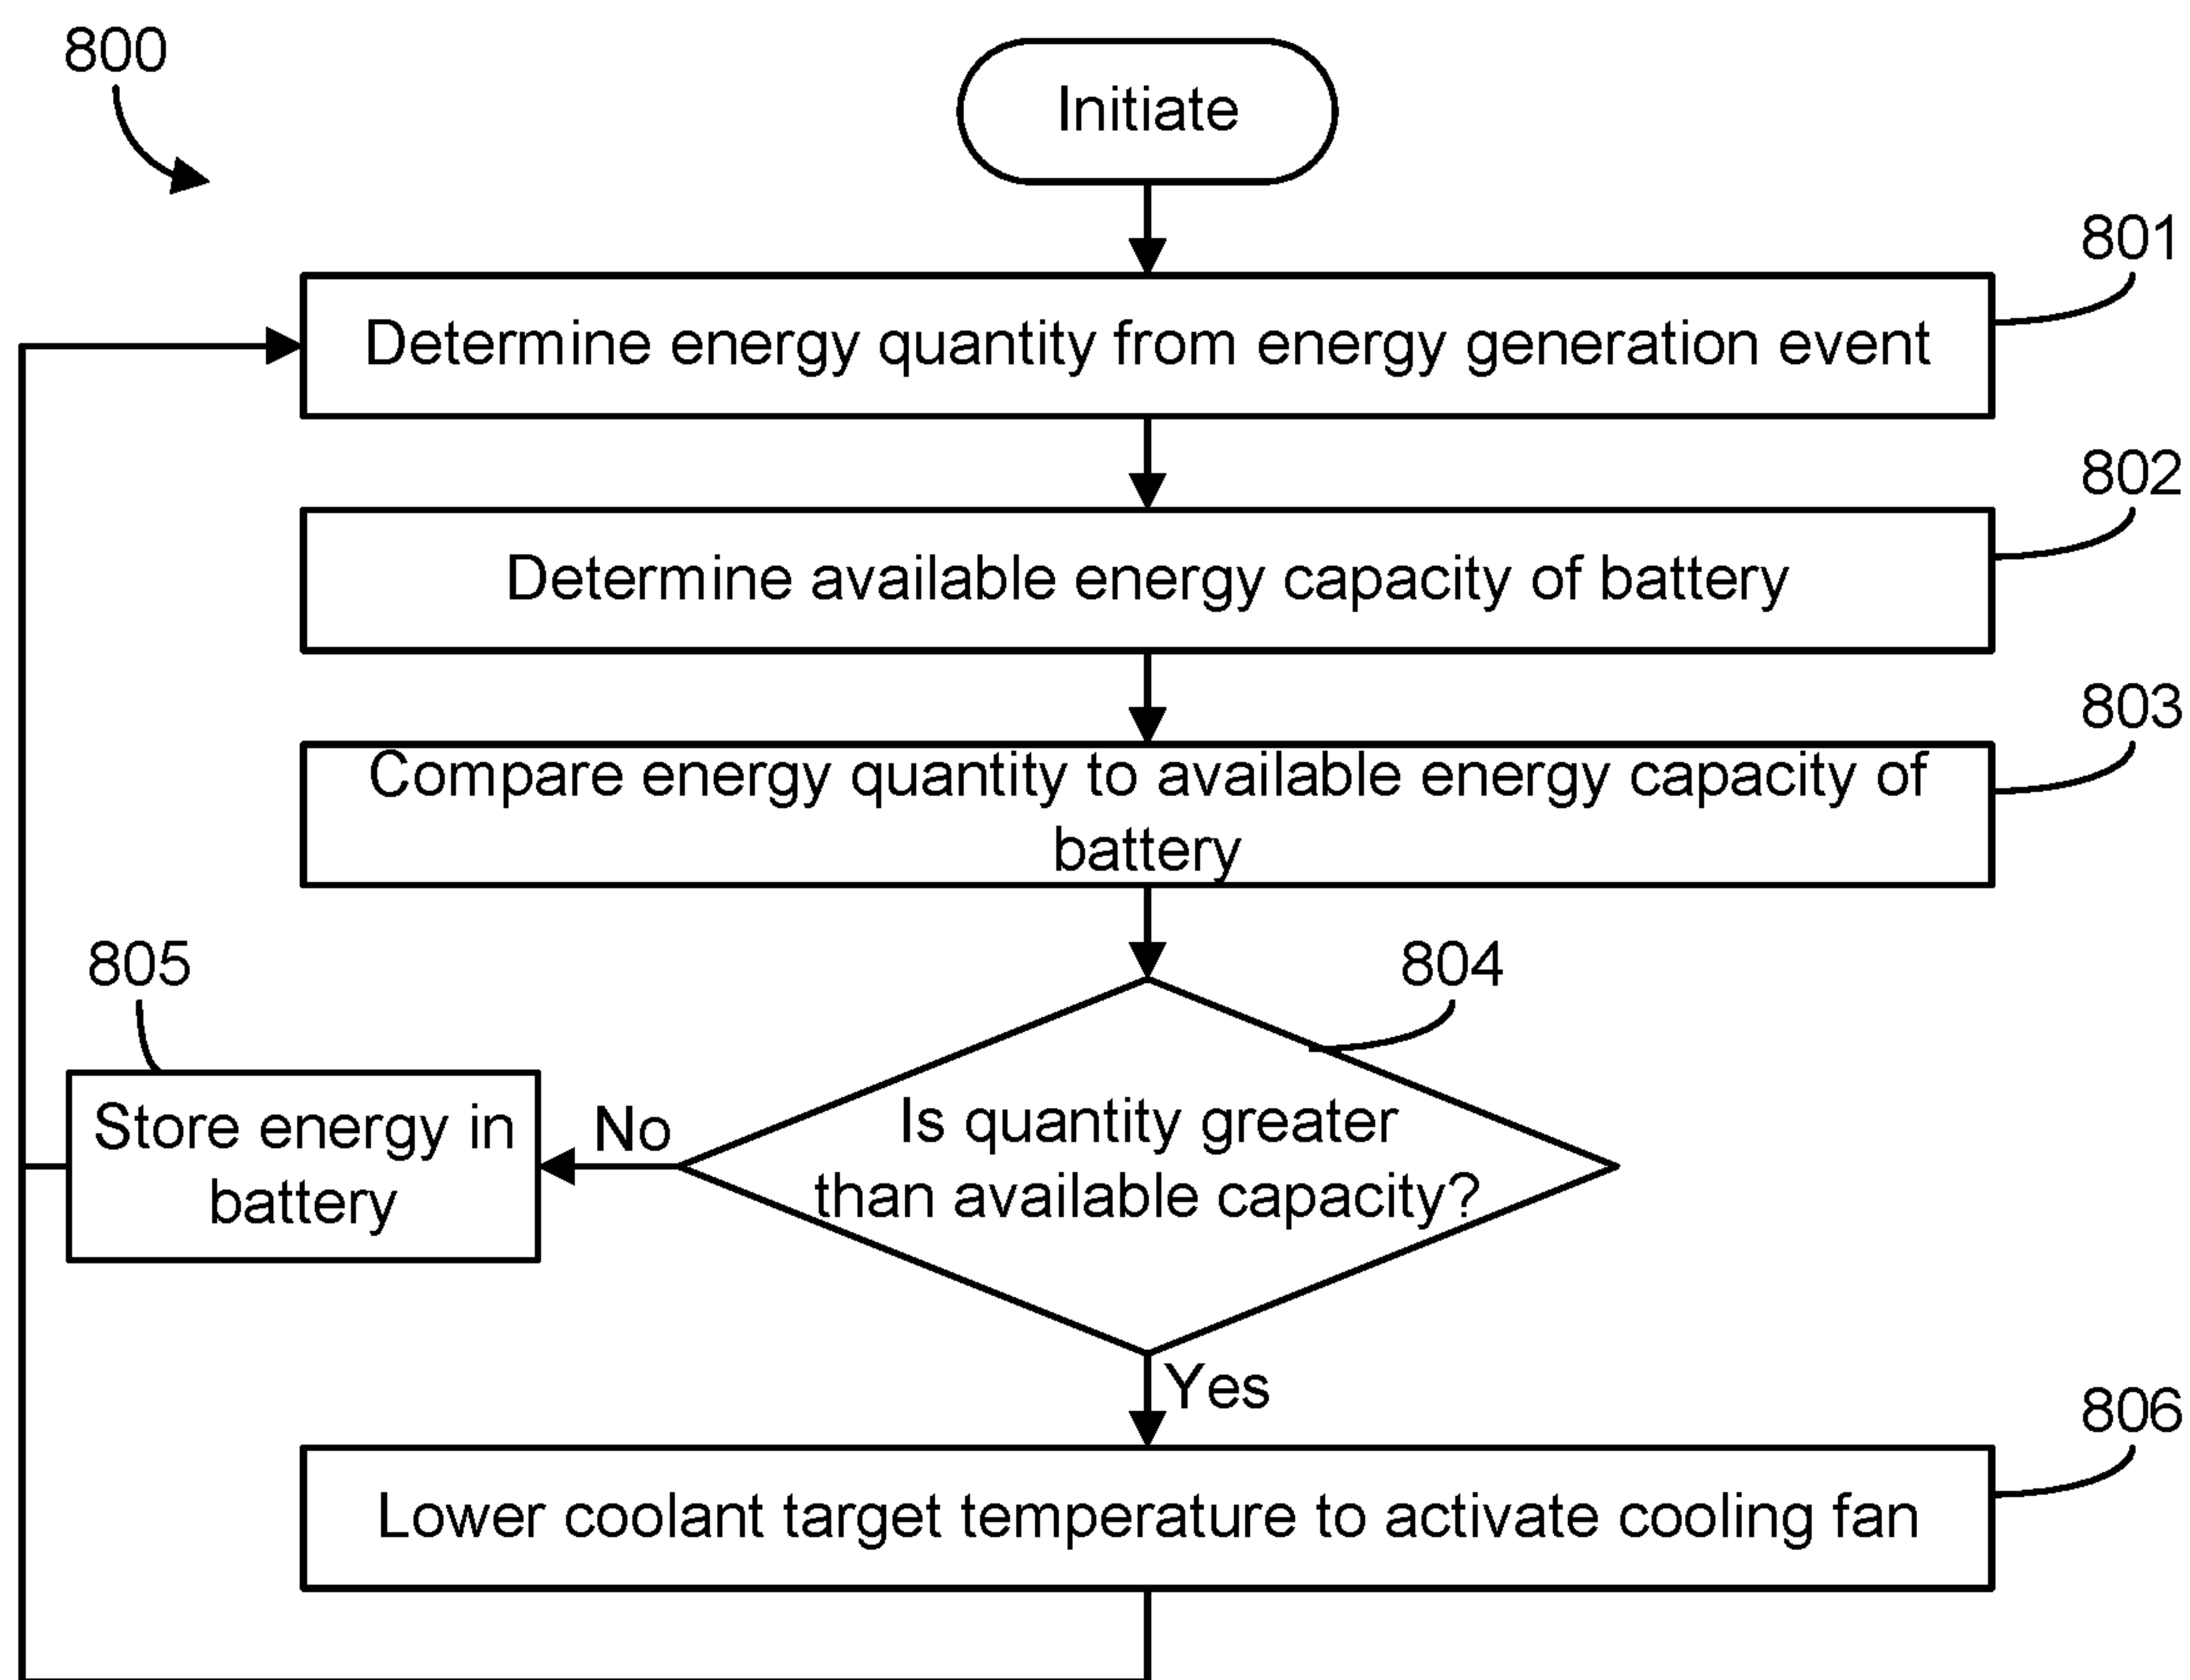 800
Initiate
801
Determine energy quantity from energy generation event
802
Determine available energy capacity of battery
803
Compare energy quantity to available energy capacity of
battery
805
804
Store energy in
battery
No
Is quantity greater
than available capacity?
Yes
806
Lower coolant target temperature to activate cooling fan